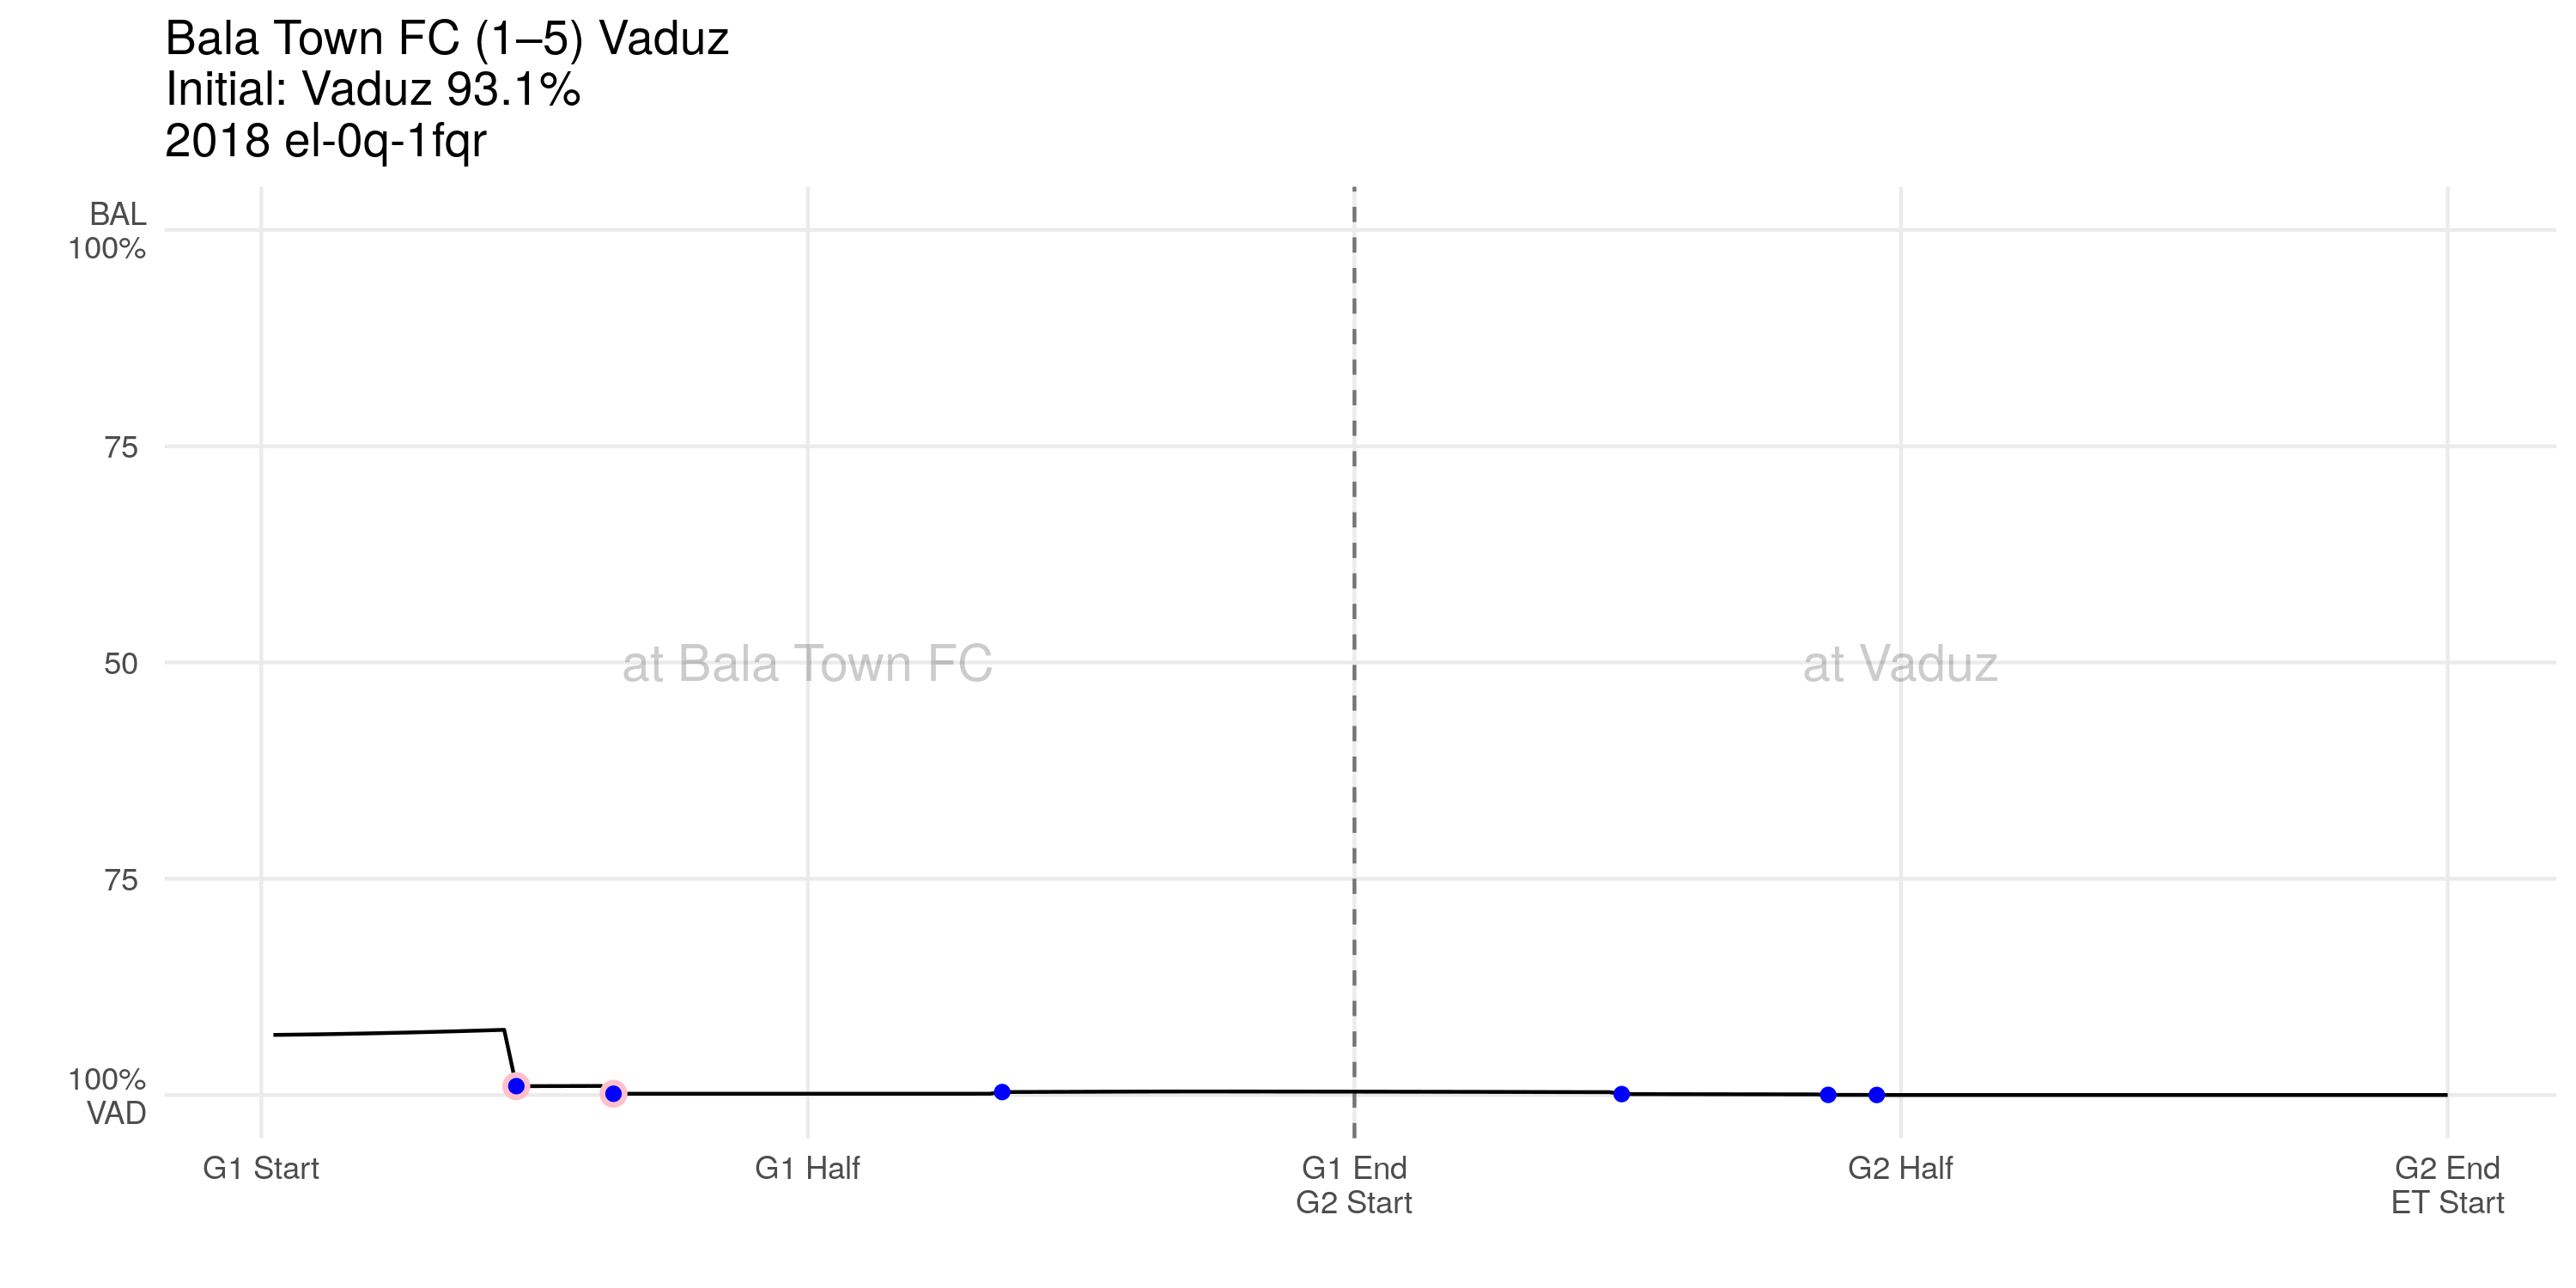 Bala Town FC (1–5) Vaduz
Initial: Vaduz 93.1%
2018 el-0q-1fqr
BAL
100%
75
50
75
100%
VAD
at Bala Town FC
at Vaduz
G1 Start
G1 Half
G1 End
G2 Start
G2 Half
G2 End
ET Start